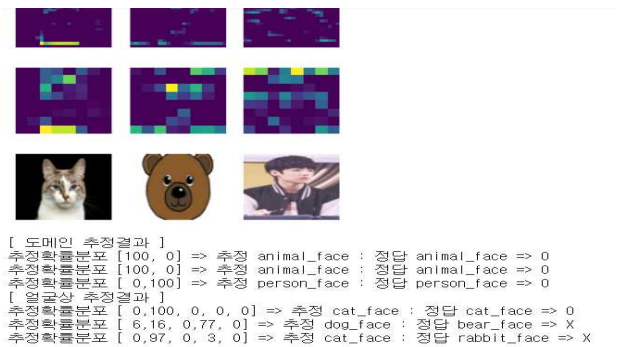 [ 도메인 추정결과 ]
추정확률분포 [100, 0] => 추정 animal_face : 정답 animal_face => O
추정확률분포 [100, 0] => 추정 animal_face : 정답 animal_face => O
추정확률분포 [ 0,100] => 추정 person_face : 정답 person_face => O
[ 얼굴상 추정결과 ]
추정확률분포 [ 0,100, 0, 0, 0] => 추정 cat_face : 정답 cat_face => O
추정확률분포 [ 6,16, 0,77, 0] => 추정 dog_face : 정답 bear_face => X
추정확률분포 [ 0,97, 0, 3, 0] => 추정 cat_face : 정답 rabbit_face => X